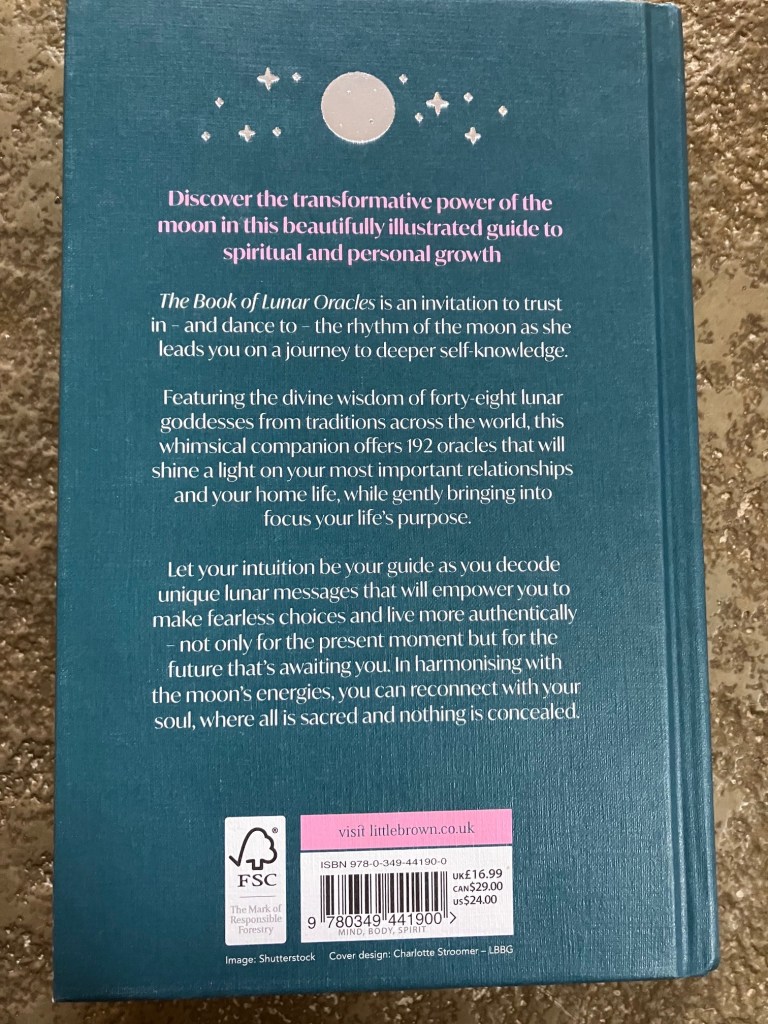 Discover the transformative power of the
moon in this beautifully illustrated guide to
spiritual and personal growth
The Book of Lunar Oracles is an invitation to trust
in – and dance to – the rhythm of the moon as she
leads you on a journey to deeper self-knowledge.
Featuring the divine wisdom of forty-eight lunar
goddesses from traditions across the world, this
whimsical companion offers 192 oracles that will
shine a light on your most important relationships
and your home life, while gently bringing into
focus your life's purpose.
Let your intuition be your guide as you decode
unique lunar messages that will empower you to
make fearless choices and live more authentically
– not only for the present moment but for the
future that's awaiting you. In harmonising with
the moon's energies, you can reconnect with your
soul, where all is sacred and nothing is concealed.
®
FSC
The Mark of
Responsible
Forestry
visit littlebrown.co.uk
ISBN 978-0-349-44190-0
UK£16.99
CAN$29.00
US$24.00
9 780349 441900 >
MIND, BODY, SPIRIT
Image: Shutterstock Cover design: Charlotte Stroomer – LBBG